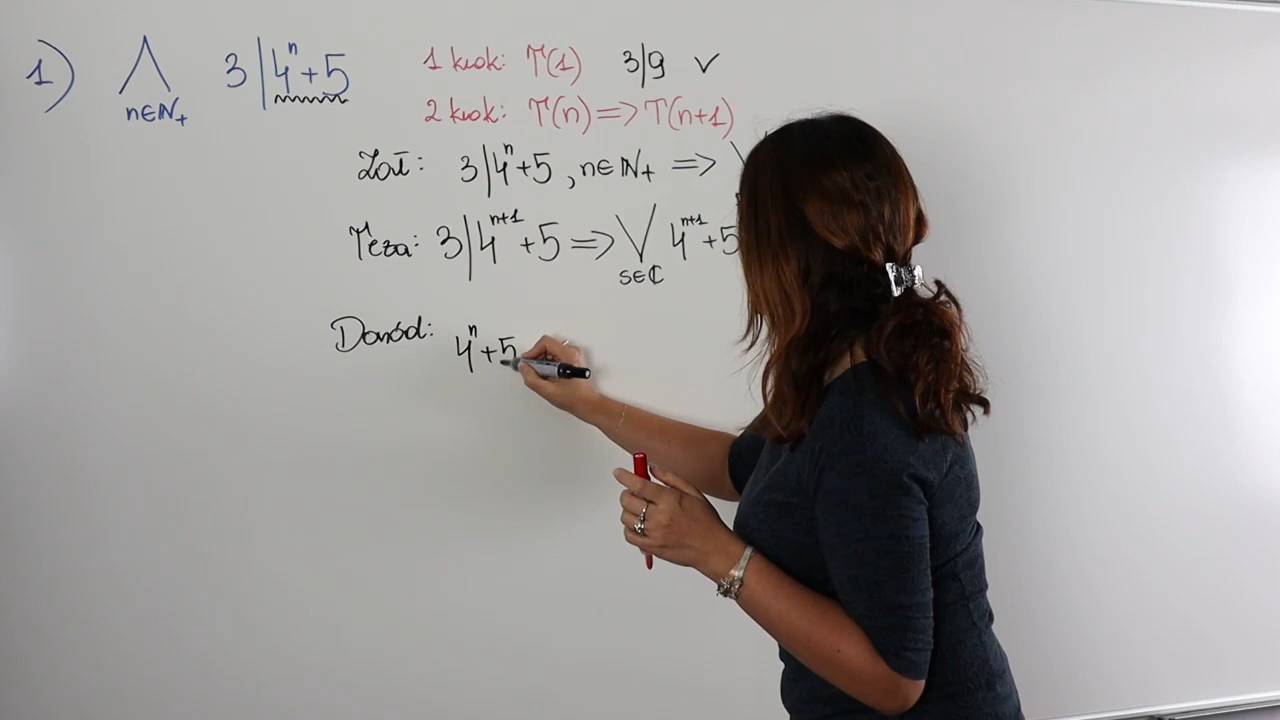 1) ⋀ 3|4ⁿ+5 1 krok: T(1) 3|9 ✓
n∈N₊
2 krok: T(n) => T(n+1)
Zał: 3|4ⁿ+5, n∈N₊ =>
Teza: 3|4ⁿ⁺¹+5 => ⋁ 4ⁿ⁺¹+5
s∈ℂ
Dowód: 4ⁿ+5